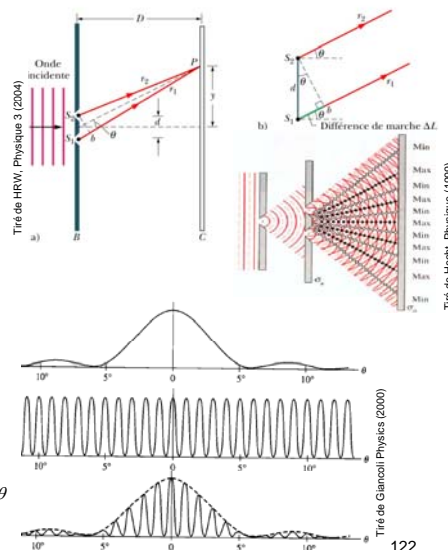 Tiré de HRW, Physique 3 (2004)
Onde
incidente
D
P
r₂
r₁
y
S₂
d
S₁
b
θ
a)
B
C
r₂
S₂
θ
θ
d
r₁
b
S₁
b)
Différence de marche ΔL
Min
Max
Min
Max
Min
Max
Min
Max
Min
Max
Min
Tiré de Hecht, Physique (1999)
10° 5° 0 5° 10° θ
10° 5° 0 5° 10° θ
10° 5° 0 5° 10° θ
θ
Tiré de Giancoli Physics (2000)
122